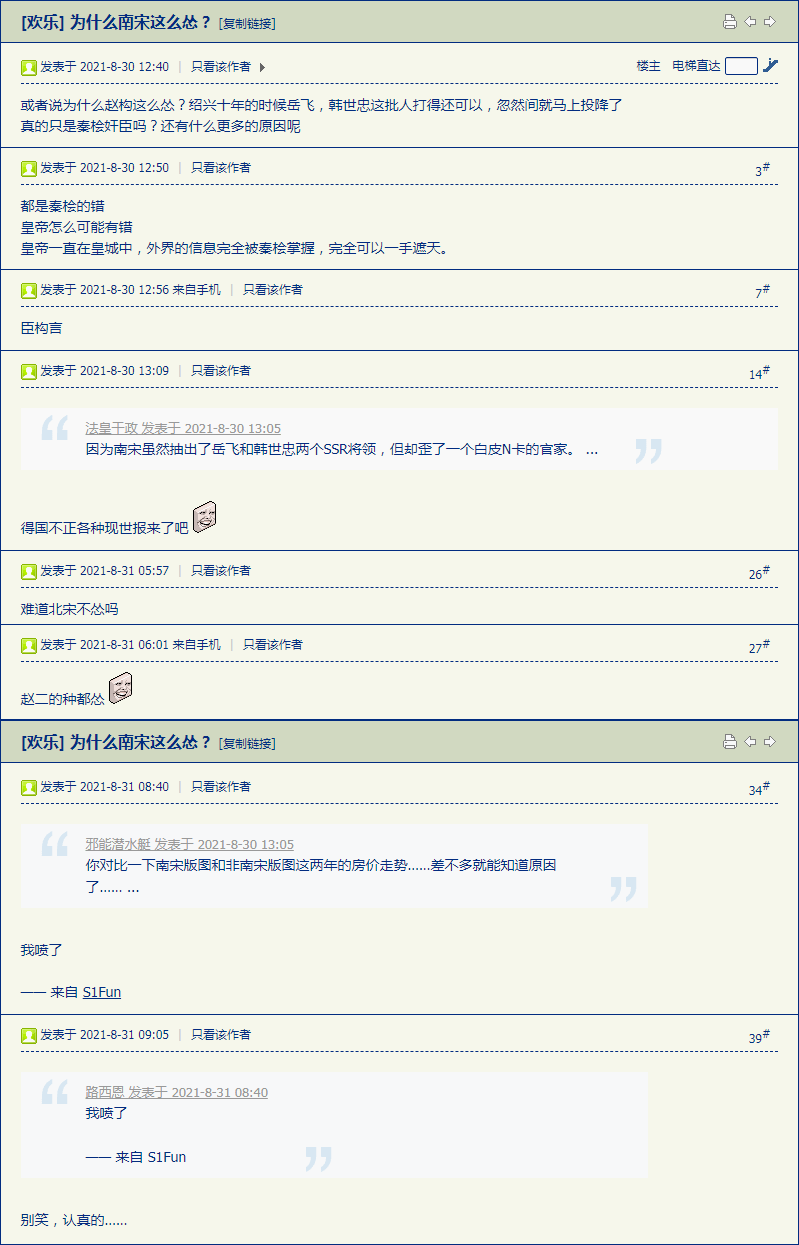 [欢乐] 为什么南宋这么怂？ [复制链接]
发表于 2021-8-30 12:40 | 只看该作者 楼主 电梯直达
或者说为什么赵构这么怂？绍兴十年的时候岳飞，韩世忠这批人打得还可以，忽然间就马上投降了
真的只是秦桧奸臣吗？还有什么更多的原因呢
发表于 2021-8-30 12:50 | 只看该作者 3#
都是秦桧的错
皇帝怎么可能有错
皇帝一直在皇城中，外界的信息完全被秦桧掌握，完全可以一手遮天。
发表于 2021-8-30 12:56 来自手机 | 只看该作者 7#
臣构言
发表于 2021-8-30 13:09 | 只看该作者 14#
法皇干政 发表于 2021-8-30 13:05
因为南宋虽然抽出了岳飞和韩世忠两个SSR将领，但却歪了一个白皮N卡的官家。 ...
得国不正各种现世报来了吧
发表于 2021-8-31 05:57 | 只看该作者 26#
难道北宋不怂吗
发表于 2021-8-31 06:01 来自手机 | 只看该作者 27#
赵二的种都怂
[欢乐] 为什么南宋这么怂？ [复制链接]
发表于 2021-8-31 08:40 | 只看该作者 34#
邪能潜水艇 发表于 2021-8-30 13:05
你对比一下南宋版图和非南宋版图这两年的房价走势……差不多就能知道原因
了…… ...
我喷了
—— 来自 S1Fun
发表于 2021-8-31 09:05 | 只看该作者 39#
路西恩 发表于 2021-8-31 08:40
我喷了
—— 来自 S1Fun
别笑，认真的……